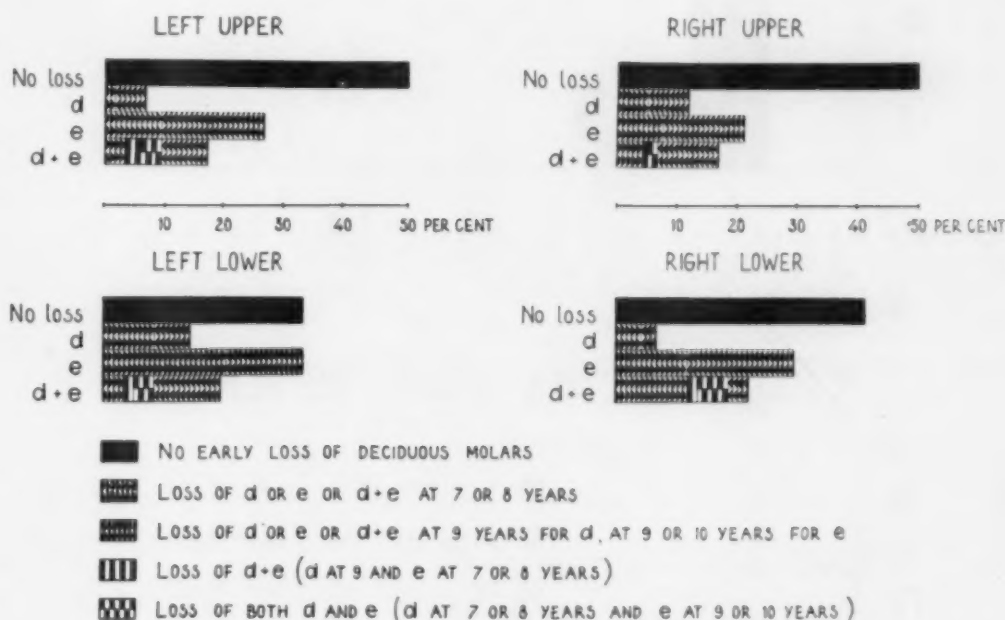 LEFT UPPER
RIGHT UPPER
No loss
d
e
d + e
No loss
d
e
d + e
10 20 30 40 50 PER CENT
10 20 30 40 50 PER CENT
LEFT LOWER
RIGHT LOWER
No loss
d
e
d + e
No loss
d
e
d + e
NO EARLY LOSS OF DECIDUOUS MOLARS
LOSS OF d OR e OR d+e AT 7 OR 8 YEARS
LOSS OF d OR e OR d+e AT 9 YEARS FOR d, AT 9 OR 10 YEARS FOR e
LOSS OF d+e (d AT 9 AND e AT 7 OR 8 YEARS)
LOSS OF BOTH d AND e (d AT 7 OR 8 YEARS AND e AT 9 OR 10 YEARS)